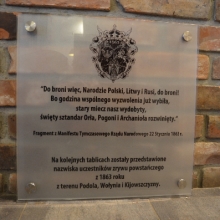 "Do broni więc, Narodzie Polski, Litwy i Rusi, do broni!
Bo godzina wspólnego wyzwolenia już wybiła,
stary miecz nasz wydobyty,
święty sztandar Orła, Pogoni i Archanioła rozwinięty."
Fragment z Manifestu Tymczasowego Rządu Narodowego 22 Stycznia 1863 r.
Na kolejnych tablicach zostały przedstawione
nazwiska uczestników zrywu powstańczego
z 1863 roku
z terenu Podola, Wołynia i Kijowszczyzny.